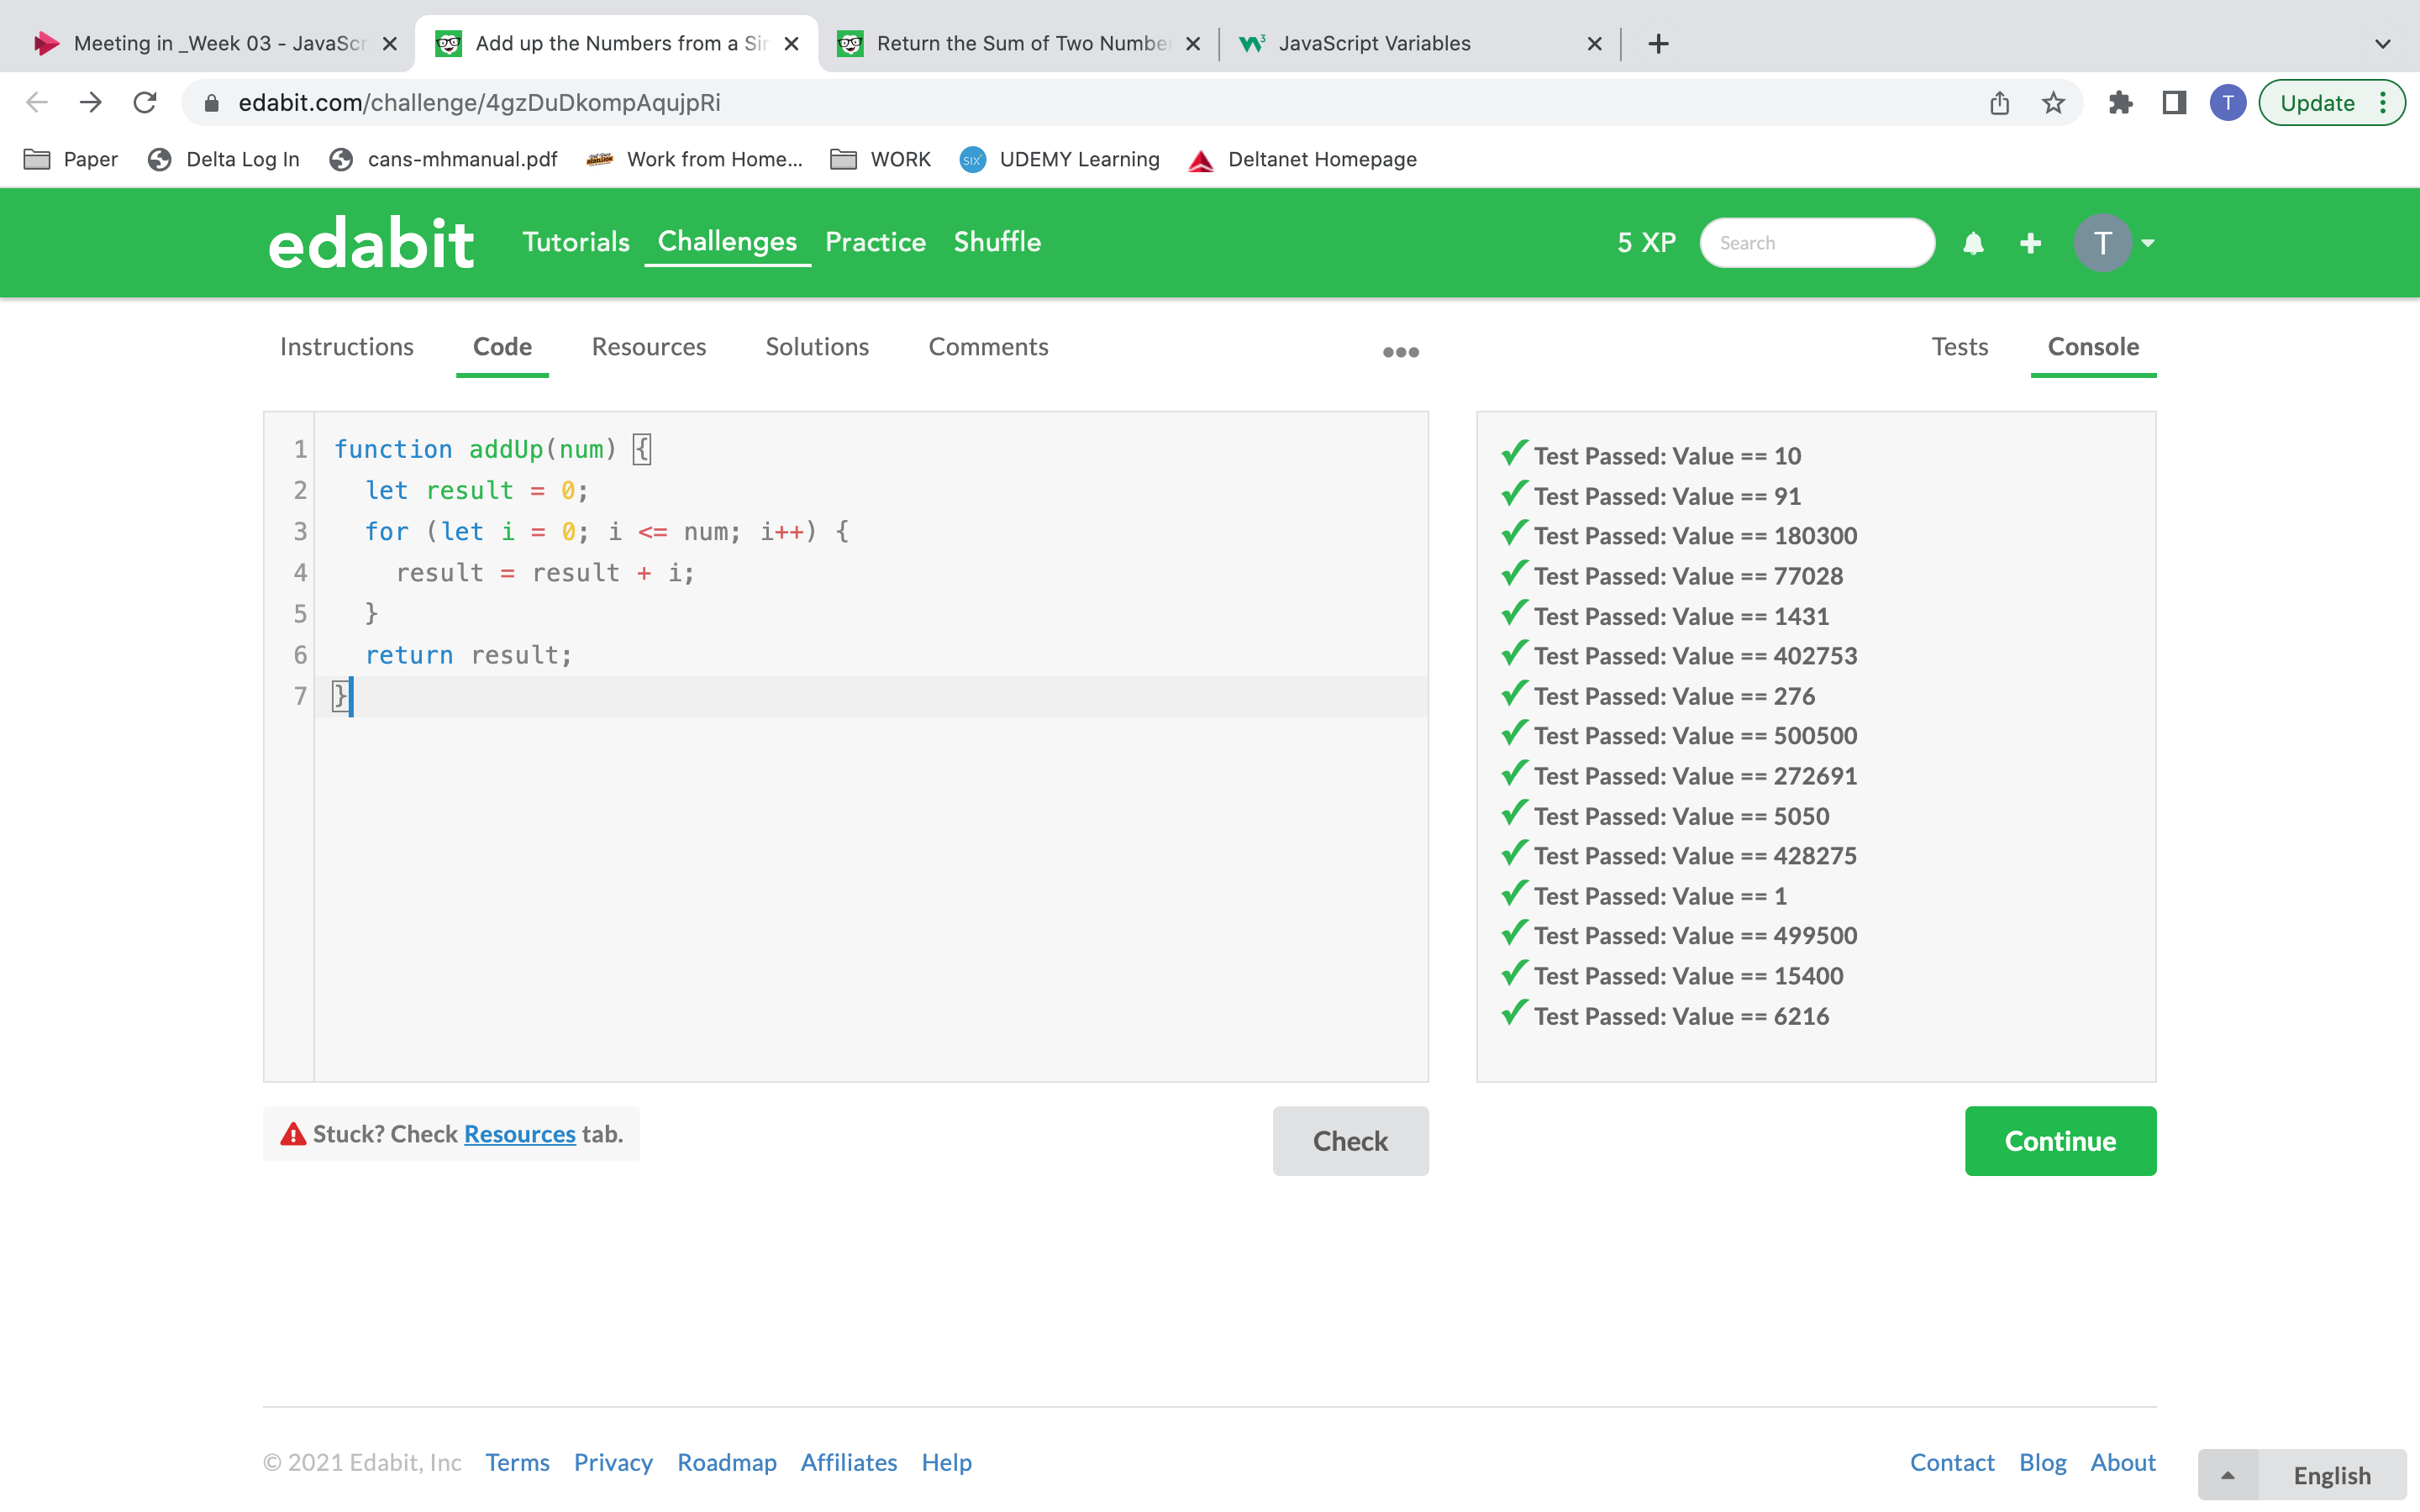 Meeting in _Week 03 - JavaScr
Add up the Numbers from a Sin
Return the Sum of Two Number
W3 JavaScript Variables
edabit.com/challenge/4gzDuDkompAqujpRi
T
Update
Paper
Delta Log In
cans-mhmanual.pdf
Work from Home...
WORK
SIX UDEMY Learning
Deltanet Homepage
edabit
Tutorials
Challenges
Practice
Shuffle
5 XP
Search
T
Instructions
Code
Resources
Solutions
Comments
Tests
Console
1 function addUp(num) {
2 let result = 0;
3 for (let i = 0; i <= num; i++) {
4 result = result + i;
5 }
6 return result;
7 }
Test Passed: Value == 10
Test Passed: Value == 91
Test Passed: Value == 180300
Test Passed: Value == 77028
Test Passed: Value == 1431
Test Passed: Value == 402753
Test Passed: Value == 276
Test Passed: Value == 500500
Test Passed: Value == 272691
Test Passed: Value == 5050
Test Passed: Value == 428275
Test Passed: Value == 1
Test Passed: Value == 499500
Test Passed: Value == 15400
Test Passed: Value == 6216
Stuck? Check Resources tab.
Check
Continue
© 2021 Edabit, Inc Terms Privacy Roadmap Affiliates Help
Contact Blog About
English